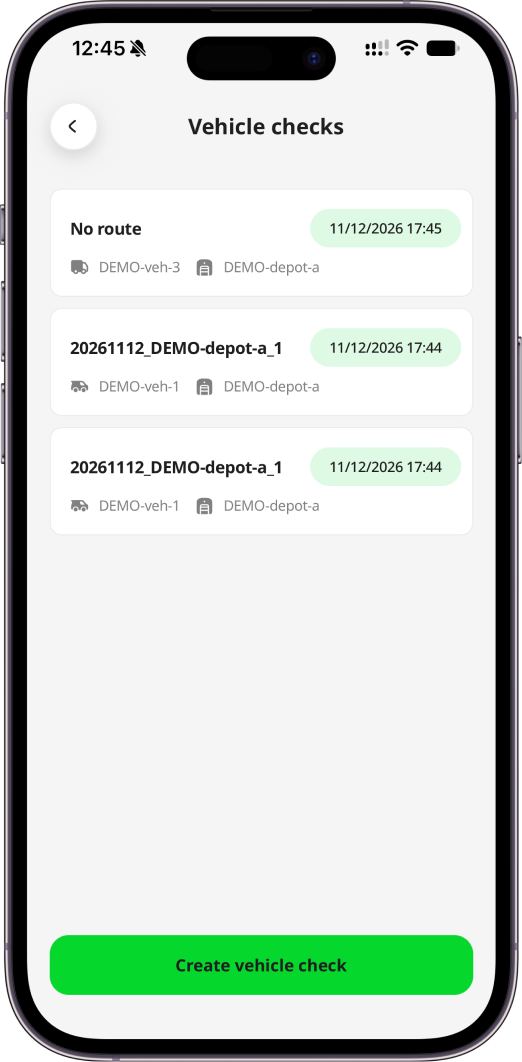 12:45
Vehicle checks
No route
11/12/2026 17:45
DEMO-veh-3
DEMO-depot-a
20261112_DEMO-depot-a_1
11/12/2026 17:44
DEMO-veh-1
DEMO-depot-a
20261112_DEMO-depot-a_1
11/12/2026 17:44
DEMO-veh-1
DEMO-depot-a
Create vehicle check